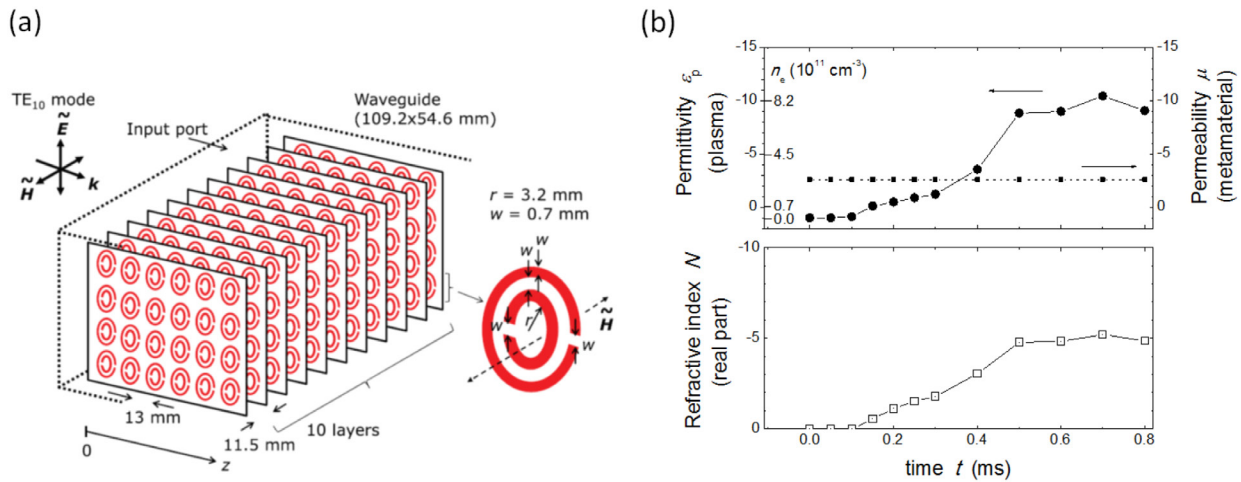 (a)
TE10 mode
Ẽ
H̃
k
Input port
Waveguide
(109.2x54.6 mm)
r = 3.2 mm
w = 0.7 mm
w
w
r
w
w
H̃
13 mm
11.5 mm
10 layers
0
z
(b)
Permittivity εp
(plasma)
-15
-10
-5
0
ne (10^11 cm-3)
8.2
4.5
0.7
0.0
-15
-10
-5
0
Permeability μ
(metamaterial)
Refractive index N
(real part)
-10
-5
0
0.0
0.2
0.4
0.6
0.8
time t (ms)